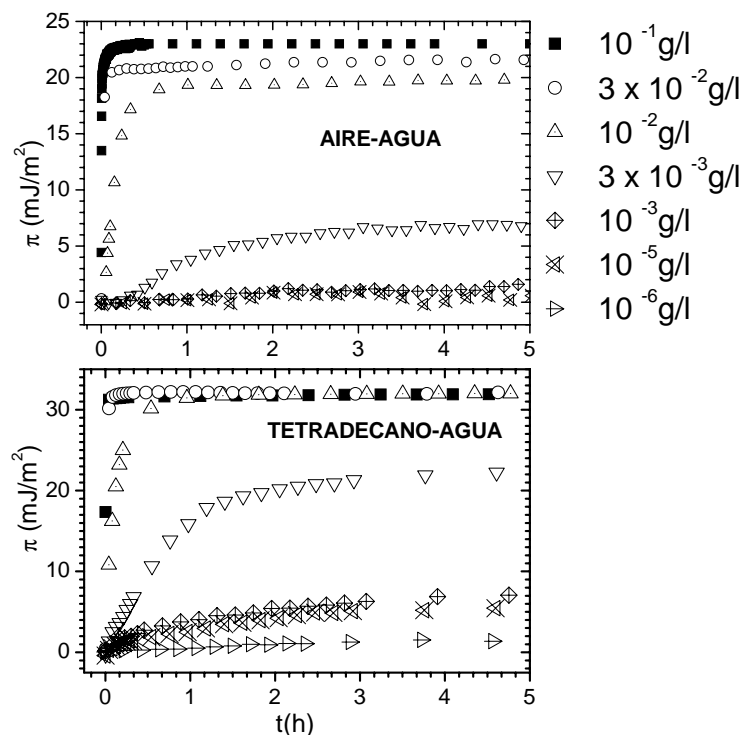 25
20
15
10
5
0
π (mJ/m²)
AIRE-AGUA
0 1 2 3 4 5
10 ⁻¹g/l
3 x 10 ⁻²g/l
10 ⁻²g/l
3 x 10 ⁻³g/l
10 ⁻³g/l
10 ⁻⁵g/l
10 ⁻⁶g/l
30
20
10
0
π (mJ/m²)
TETRADECANO-AGUA
0 1 2 3 4 5
t(h)